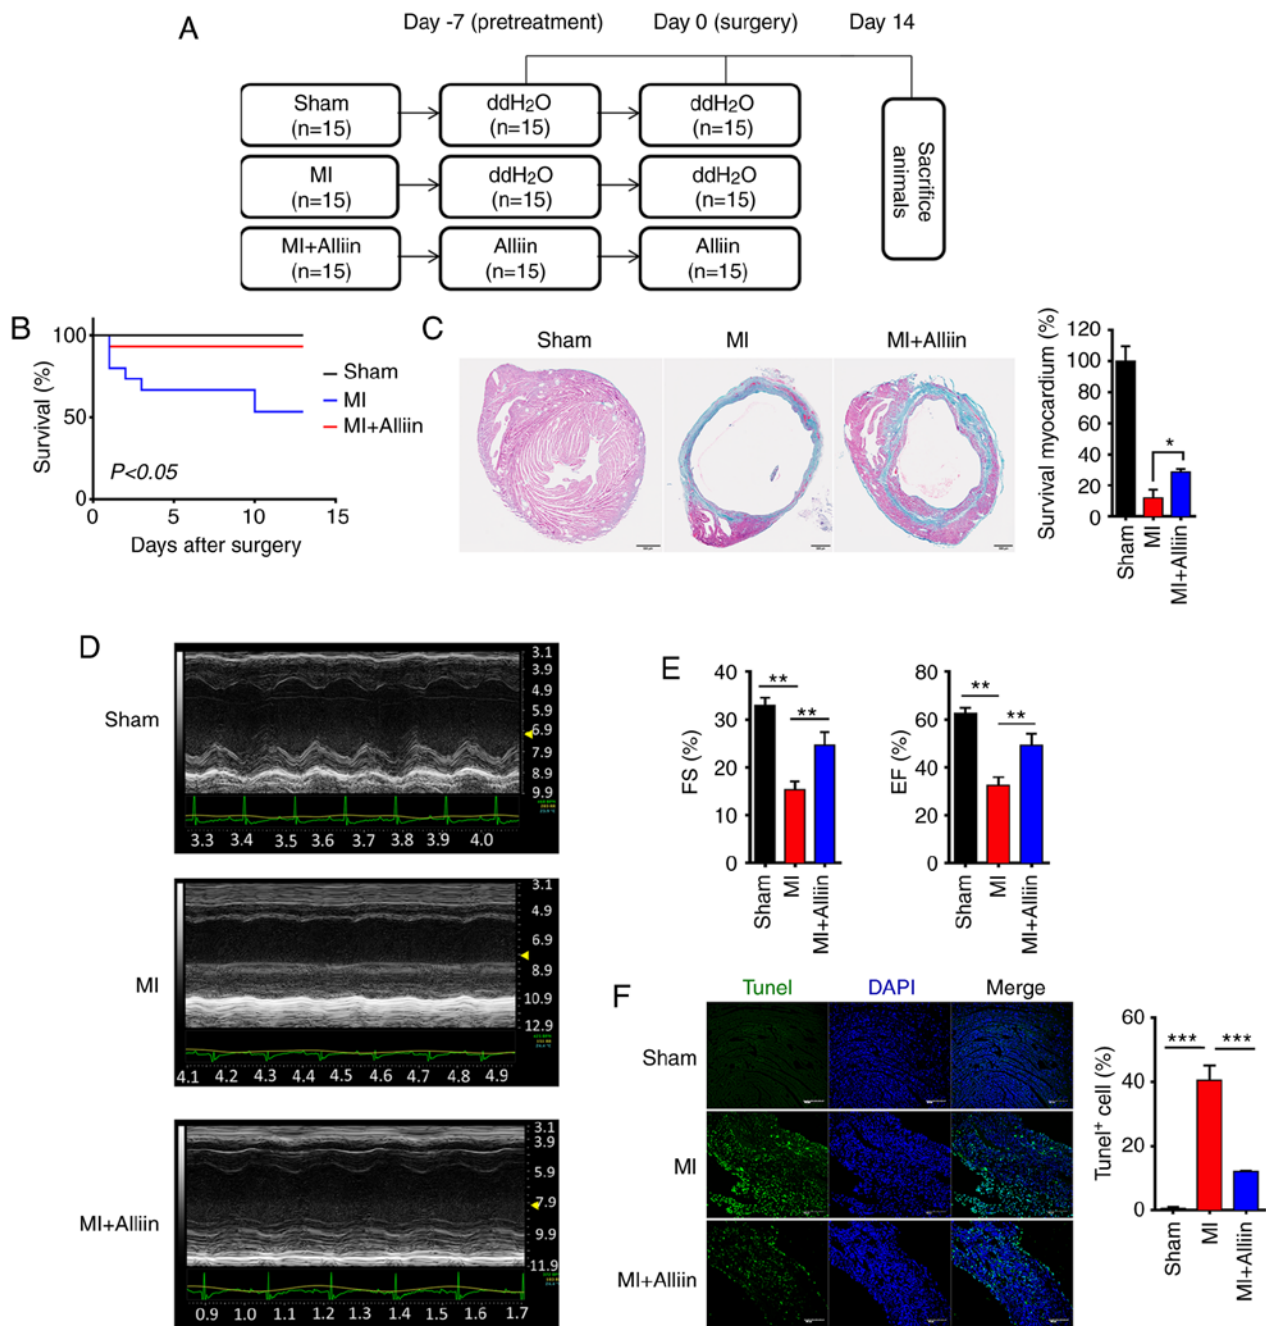 A
Day -7 (pretreatment) Day 0 (surgery) Day 14
Sham
(n=15)
ddH2O
(n=15)
ddH2O
(n=15)
MI
(n=15)
ddH2O
(n=15)
ddH2O
(n=15)
MI+Alliin
(n=15)
Alliin
(n=15)
Alliin
(n=15)
Sacrifice
animals
B
Survival (%)
100
50
0
0 5 10 15
Days after surgery
P<0.05
Sham
MI
MI+Alliin
C
Sham MI MI+Alliin
Survival myocardium (%)
120
100
80
60
40
20
0
*
Sham
MI
MI+Alliin
D
Sham
3.1
3.9
4.9
5.9
6.9
7.9
8.9
9.9
3.3 3.4 3.5 3.6 3.7 3.8 3.9 4.0
MI
3.1
4.9
6.9
8.9
10.9
12.9
4.1 4.2 4.3 4.4 4.5 4.6 4.7 4.8 4.9
MI+Alliin
3.1
3.9
5.9
7.9
9.9
11.9
0.9 1.0 1.1 1.2 1.3 1.4 1.5 1.6 1.7
E
FS (%)
40
30
20
10
0
**
**
Sham
MI
MI+Alliin
EF (%)
80
60
40
20
0
**
**
Sham
MI
MI+Alliin
F
Tunel DAPI Merge
Sham
MI
MI+Alliin
Tunel+ cell (%)
60
40
20
0
*** ***
Sham
MI
MI+Alliin